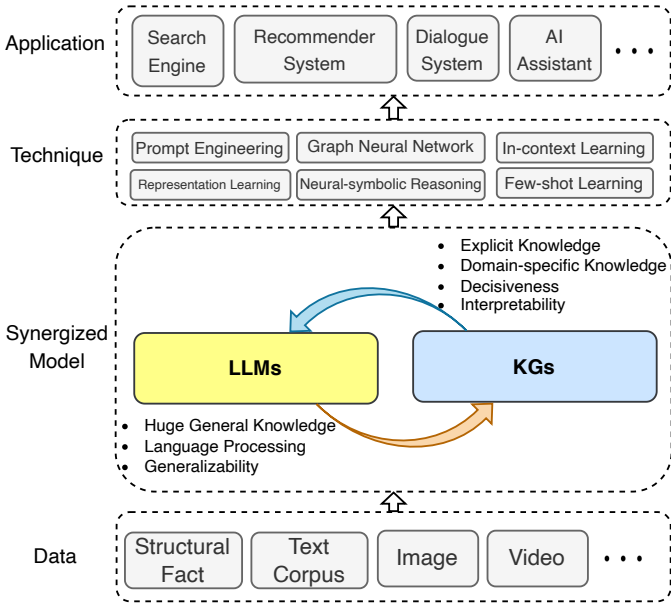 Application
Search
Engine
Recommender
System
Dialogue
System
AI
Assistant
Technique
Prompt Engineering
Graph Neural Network
In-context Learning
Representation Learning
Neural-symbolic Reasoning
Few-shot Learning
Synergized
Model
• Explicit Knowledge
• Domain-specific Knowledge
• Decisiveness
• Interpretability
LLMs
KGs
• Huge General Knowledge
• Language Processing
• Generalizability
Data
Structural
Fact
Text
Corpus
Image
Video